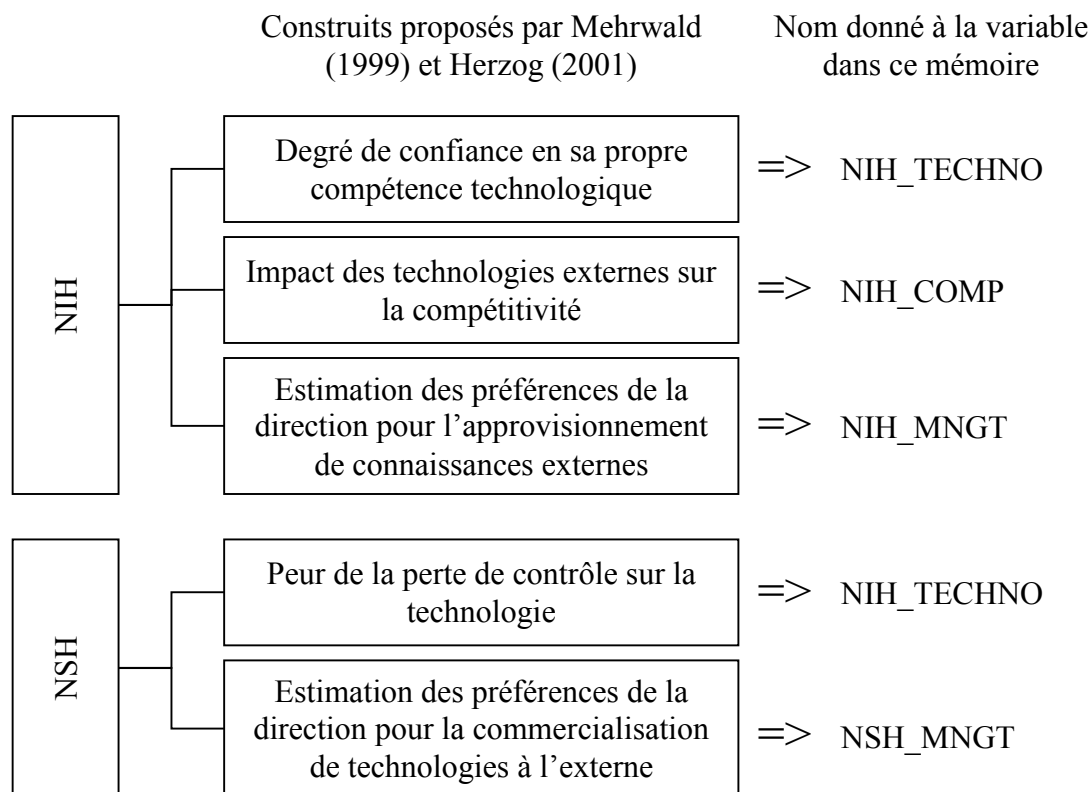 Construits proposés par Mehrwald
(1999) et Herzog (2001)
Nom donné à la variable
dans ce mémoire
NIH
Degré de confiance en sa propre
compétence technologique
=> NIH_TECHNO
Impact des technologies externes sur
la compétitivité
=> NIH_COMP
Estimation des préférences de la
direction pour l’approvisionnement
de connaissances externes
=> NIH_MNGT
NSH
Peur de la perte de contrôle sur la
technologie
=> NIH_TECHNO
Estimation des préférences de la
direction pour la commercialisation
de technologies à l’externe
=> NSH_MNGT